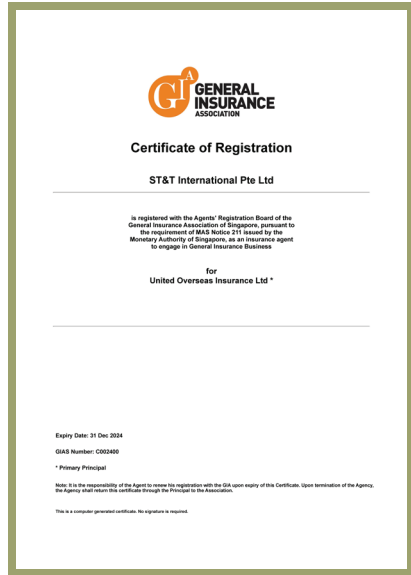 GIA
GENERAL
INSURANCE
ASSOCIATION
Certificate of Registration
ST&T International Pte Ltd
is registered with the Agents' Registration Board of the
General Insurance Association of Singapore, pursuant to
the requirement of MAS Notice 211 issued by the
Monetary Authority of Singapore, as an insurance agent
to engage in General Insurance Business
for
United Overseas Insurance Ltd *
Expiry Date: 31 Dec 2024
GIAS Number: C002400
* Primary Principal
Note: It is the responsibility of the Agent to renew his registration with the GIA upon expiry of this Certificate. Upon termination of the Agency,
the Agency shall return this certificate through the Principal to the Association.
This is a computer generated certificate. No signature is required.